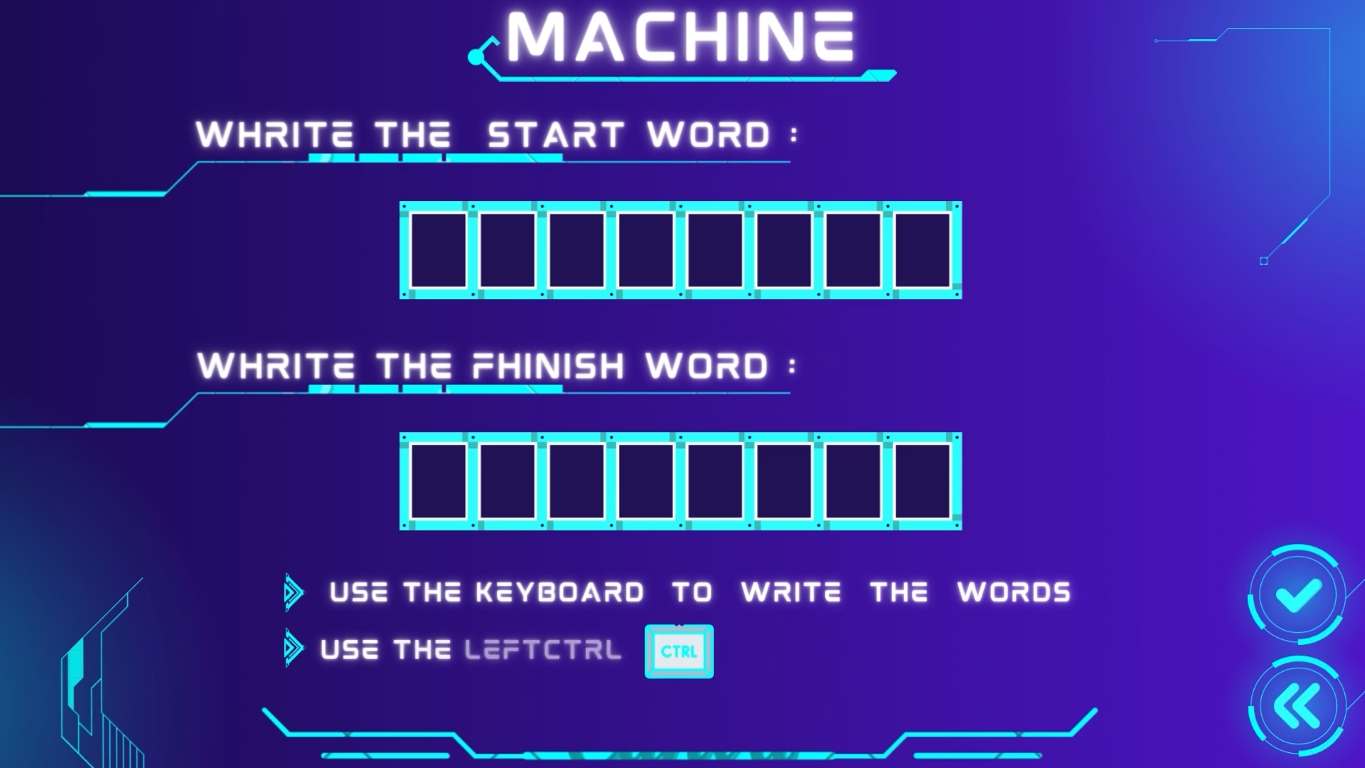 MACHINE
WHRITE THE START WORD :
WHRITE THE FHINISH WORD :
USE THE KEYBOARD TO WRITE THE WORDS
USE THE LEFTCTRL CTRL